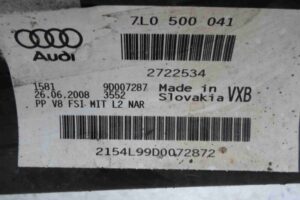 7L0 500 041
Audi
2722534
1581 9D007287 Made in
26.06.2008 3552 Slovakia VXB
PP V8 FSI MIT L2 NAR
2154L99D0072872